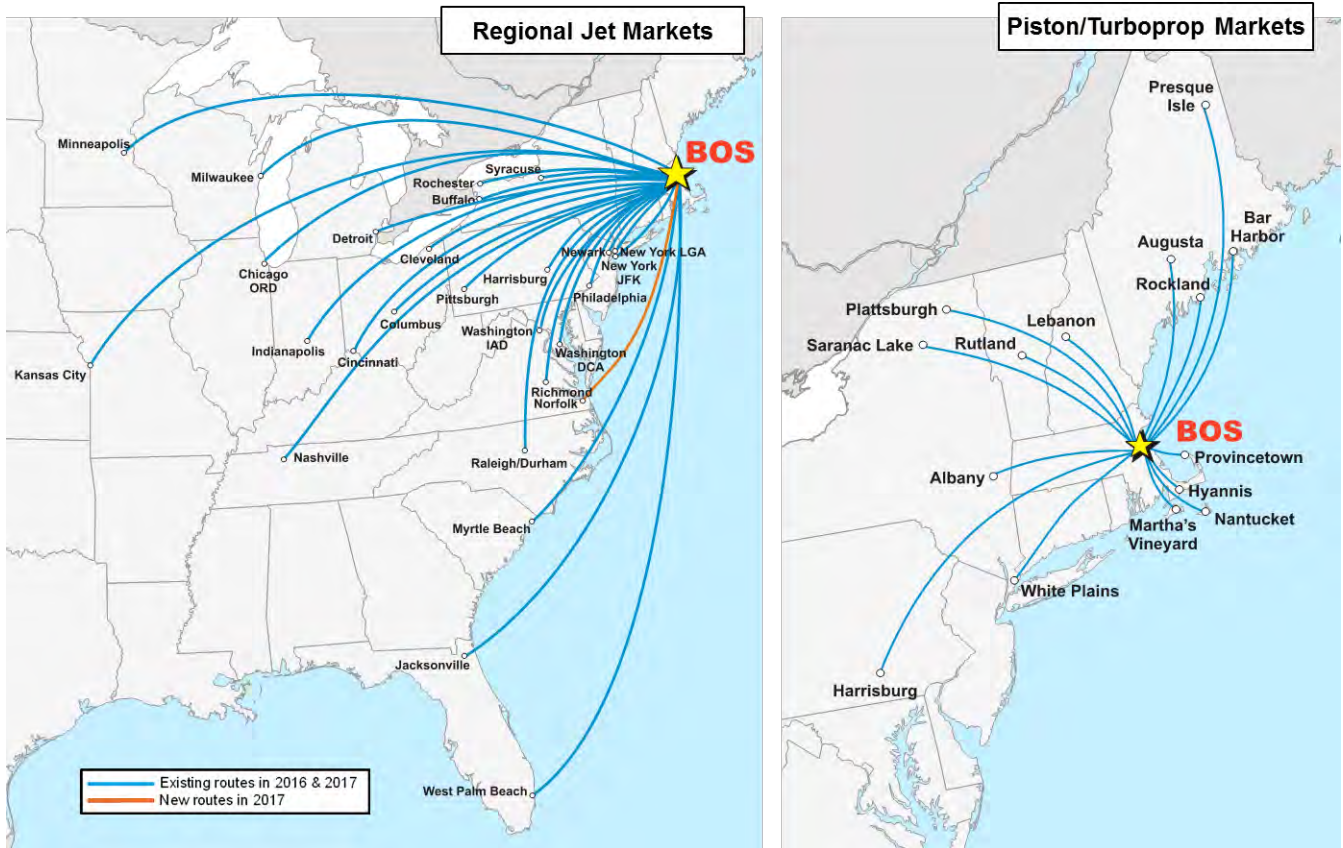 Regional Jet Markets
Minneapolis
Milwaukee
BOS
Syracuse
Rochester
Buffalo
Detroit
Cleveland
Chicago
ORD
Harrisburg
Newark
New York LGA
New York
JFK
Pittsburgh
Philadelphia
Columbus
Washington
IAD
Indianapolis
Cincinnati
Washington
DCA
Kansas City
Richmond
Norfolk
Nashville
Raleigh/Durham
Myrtle Beach
Jacksonville
West Palm Beach
Existing routes in 2016 & 2017
New routes in 2017
Piston/Turboprop Markets
Presque
Isle
Bar
Harbor
Augusta
Rockland
Plattsburgh
Lebanon
Saranac Lake
Rutland
BOS
Provincetown
Albany
Hyannis
Nantucket
Martha's
Vineyard
White Plains
Harrisburg